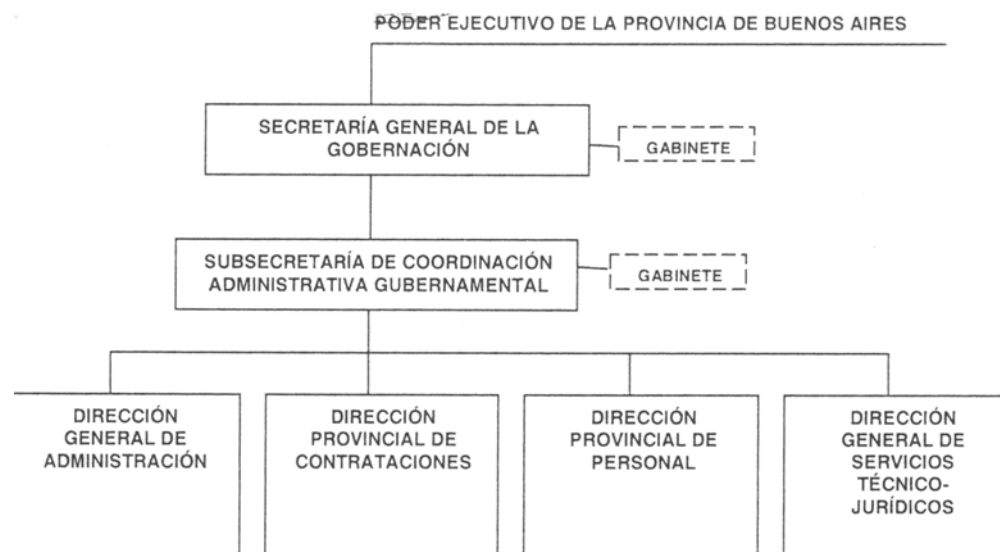 PODER EJECUTIVO DE LA PROVINCIA DE BUENOS AIRES
SECRETARÍA GENERAL DE LA
GOBERNACIÓN
GABINETE
SUBSECRETARÍA DE COORDINACIÓN
ADMINISTRATIVA GUBERNAMENTAL
GABINETE
DIRECCIÓN
GENERAL DE
ADMINISTRACIÓN
DIRECCIÓN
PROVINCIAL DE
CONTRATACIONES
DIRECCIÓN
PROVINCIAL DE
PERSONAL
DIRECCIÓN
GENERAL DE
SERVICIOS
TÉCNICO-
JURÍDICOS